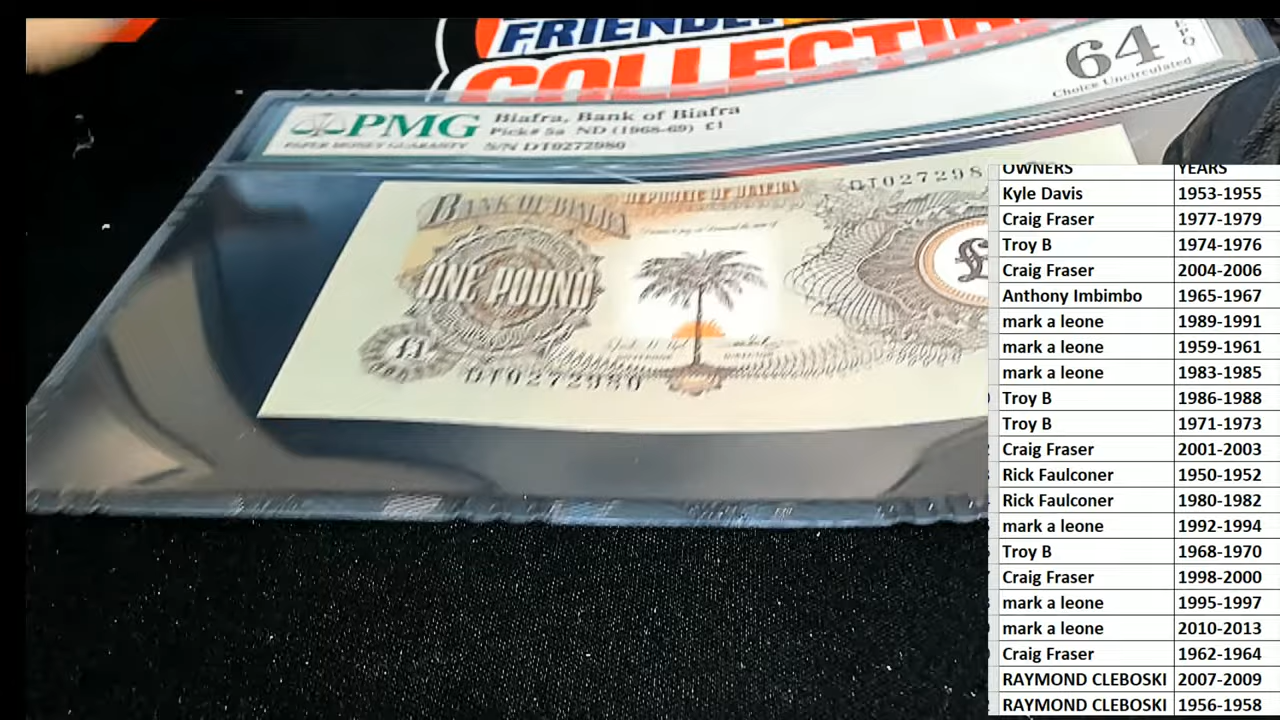 FRIENDLY
COLLECTI
PMG
PAPER MONEY GUARANTY
Biafra, Bank of Biafra
Pick# 5a ND (1968-69) £1
S/N DT0272980
64 EPQ
Choice Uncirculated
BANK OF BIAFRA
REPUBLIC OF BIAFRA
DT027298
ONE POUND
£
£1
DT0272980
OWNERS YEARS
Kyle Davis 1953-1955
Craig Fraser 1977-1979
Troy B 1974-1976
Craig Fraser 2004-2006
Anthony Imbimbo 1965-1967
mark a leone 1989-1991
mark a leone 1959-1961
mark a leone 1983-1985
Troy B 1986-1988
Troy B 1971-1973
Craig Fraser 2001-2003
Rick Faulconer 1950-1952
Rick Faulconer 1980-1982
mark a leone 1992-1994
Troy B 1968-1970
Craig Fraser 1998-2000
mark a leone 1995-1997
mark a leone 2010-2013
Craig Fraser 1962-1964
RAYMOND CLEBOSKI 2007-2009
RAYMOND CLEBOSKI 1956-1958